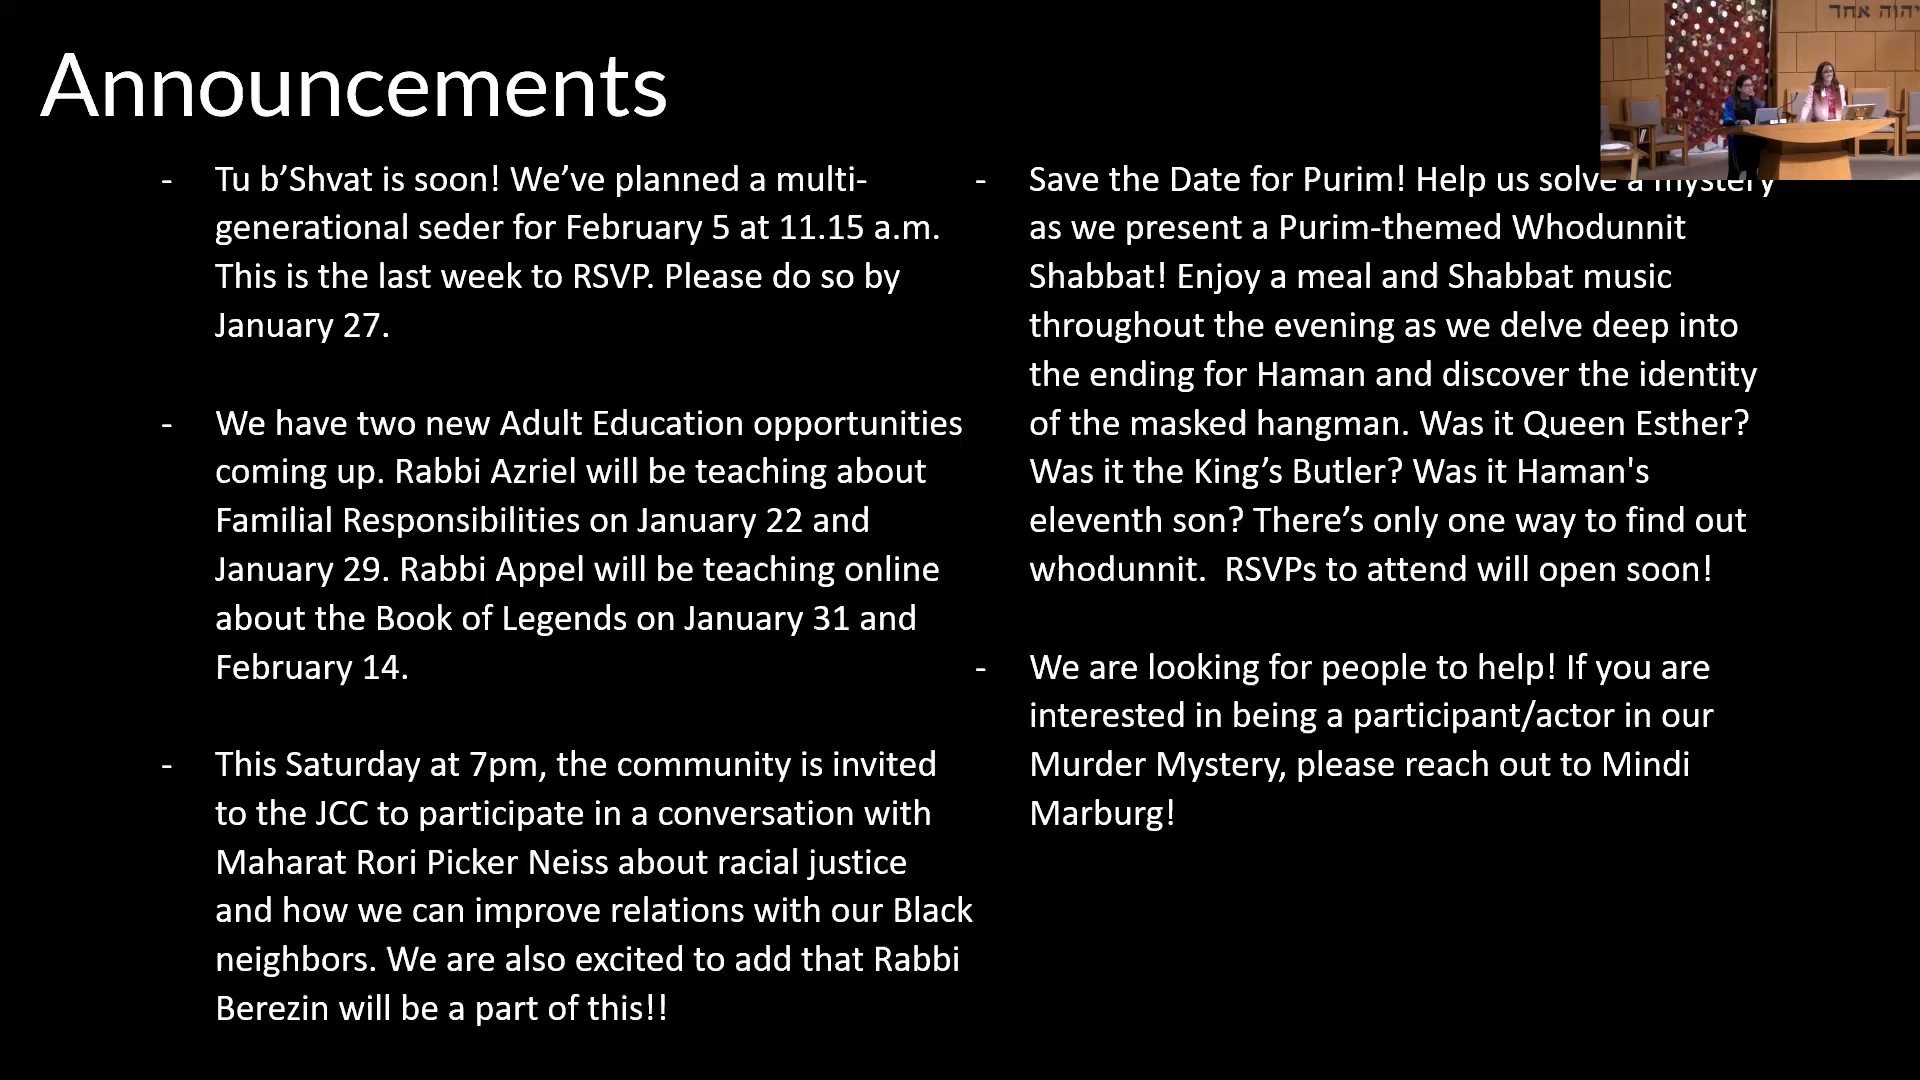 Announcements
- Tu b’Shvat is soon! We’ve planned a multi-
generational seder for February 5 at 11.15 a.m.
This is the last week to RSVP. Please do so by
January 27.
- We have two new Adult Education opportunities
coming up. Rabbi Azriel will be teaching about
Familial Responsibilities on January 22 and
January 29. Rabbi Appel will be teaching online
about the Book of Legends on January 31 and
February 14.
- This Saturday at 7pm, the community is invited
to the JCC to participate in a conversation with
Maharat Rori Picker Neiss about racial justice
and how we can improve relations with our Black
neighbors. We are also excited to add that Rabbi
Berezin will be a part of this!!
- Save the Date for Purim! Help us solve a mystery
as we present a Purim-themed Whodunnit
Shabbat! Enjoy a meal and Shabbat music
throughout the evening as we delve deep into
the ending for Haman and discover the identity
of the masked hangman. Was it Queen Esther?
Was it the King’s Butler? Was it Haman's
eleventh son? There’s only one way to find out
whodunnit.  RSVPs to attend will open soon!
- We are looking for people to help! If you are
interested in being a participant/actor in our
Murder Mystery, please reach out to Mindi
Marburg!
יהוה אחד